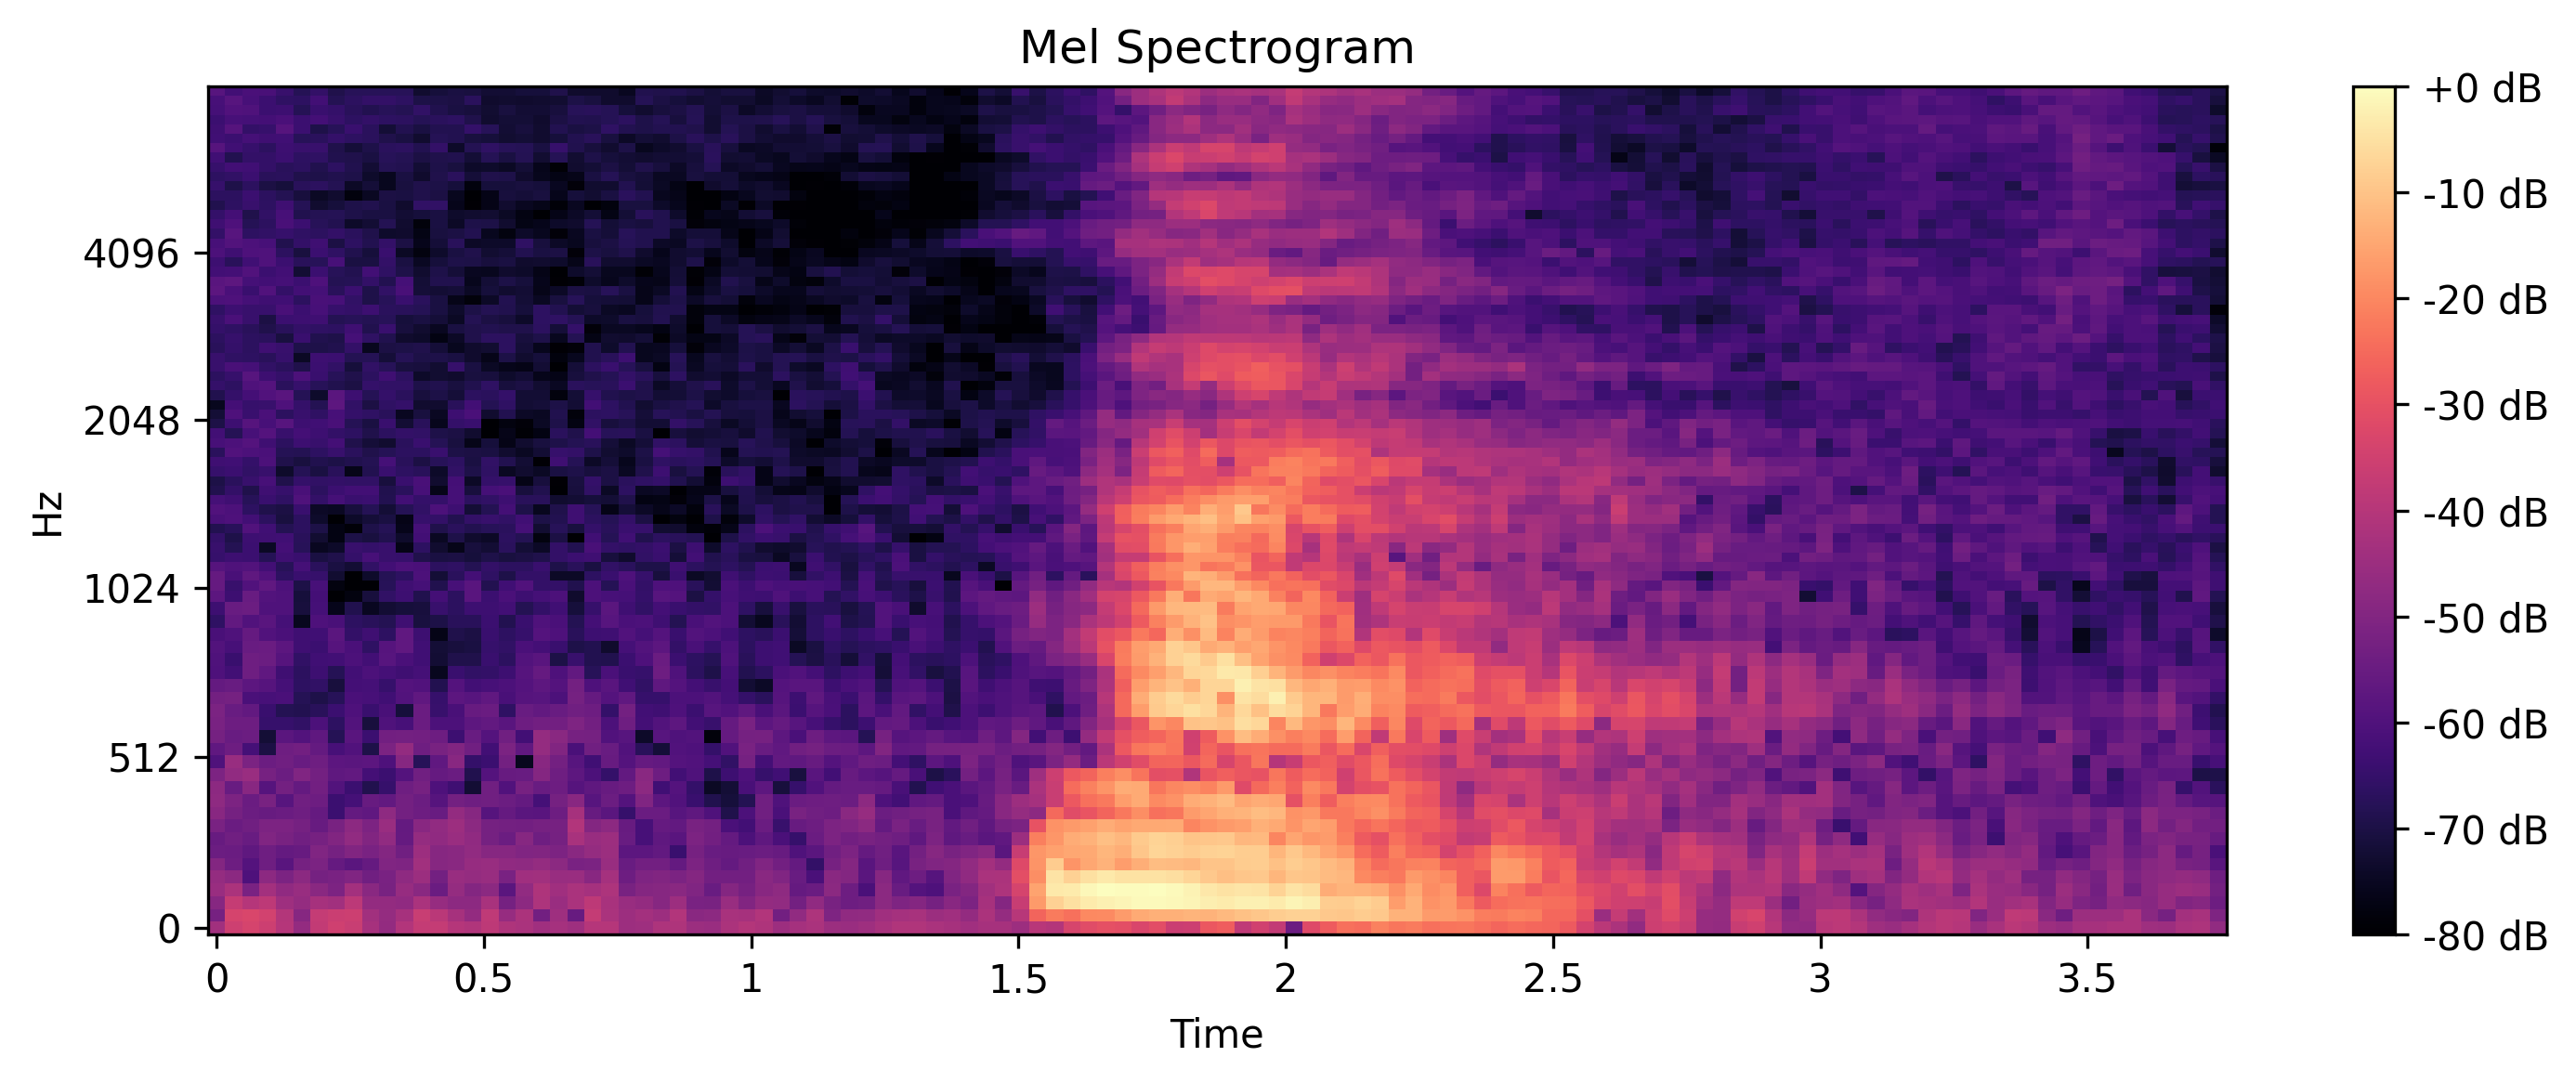 Mel Spectrogram
Hz
4096
2048
1024
512
0
0 0.5 1 1.5 2 2.5 3 3.5
Time
+0 dB
-10 dB
-20 dB
-30 dB
-40 dB
-50 dB
-60 dB
-70 dB
-80 dB